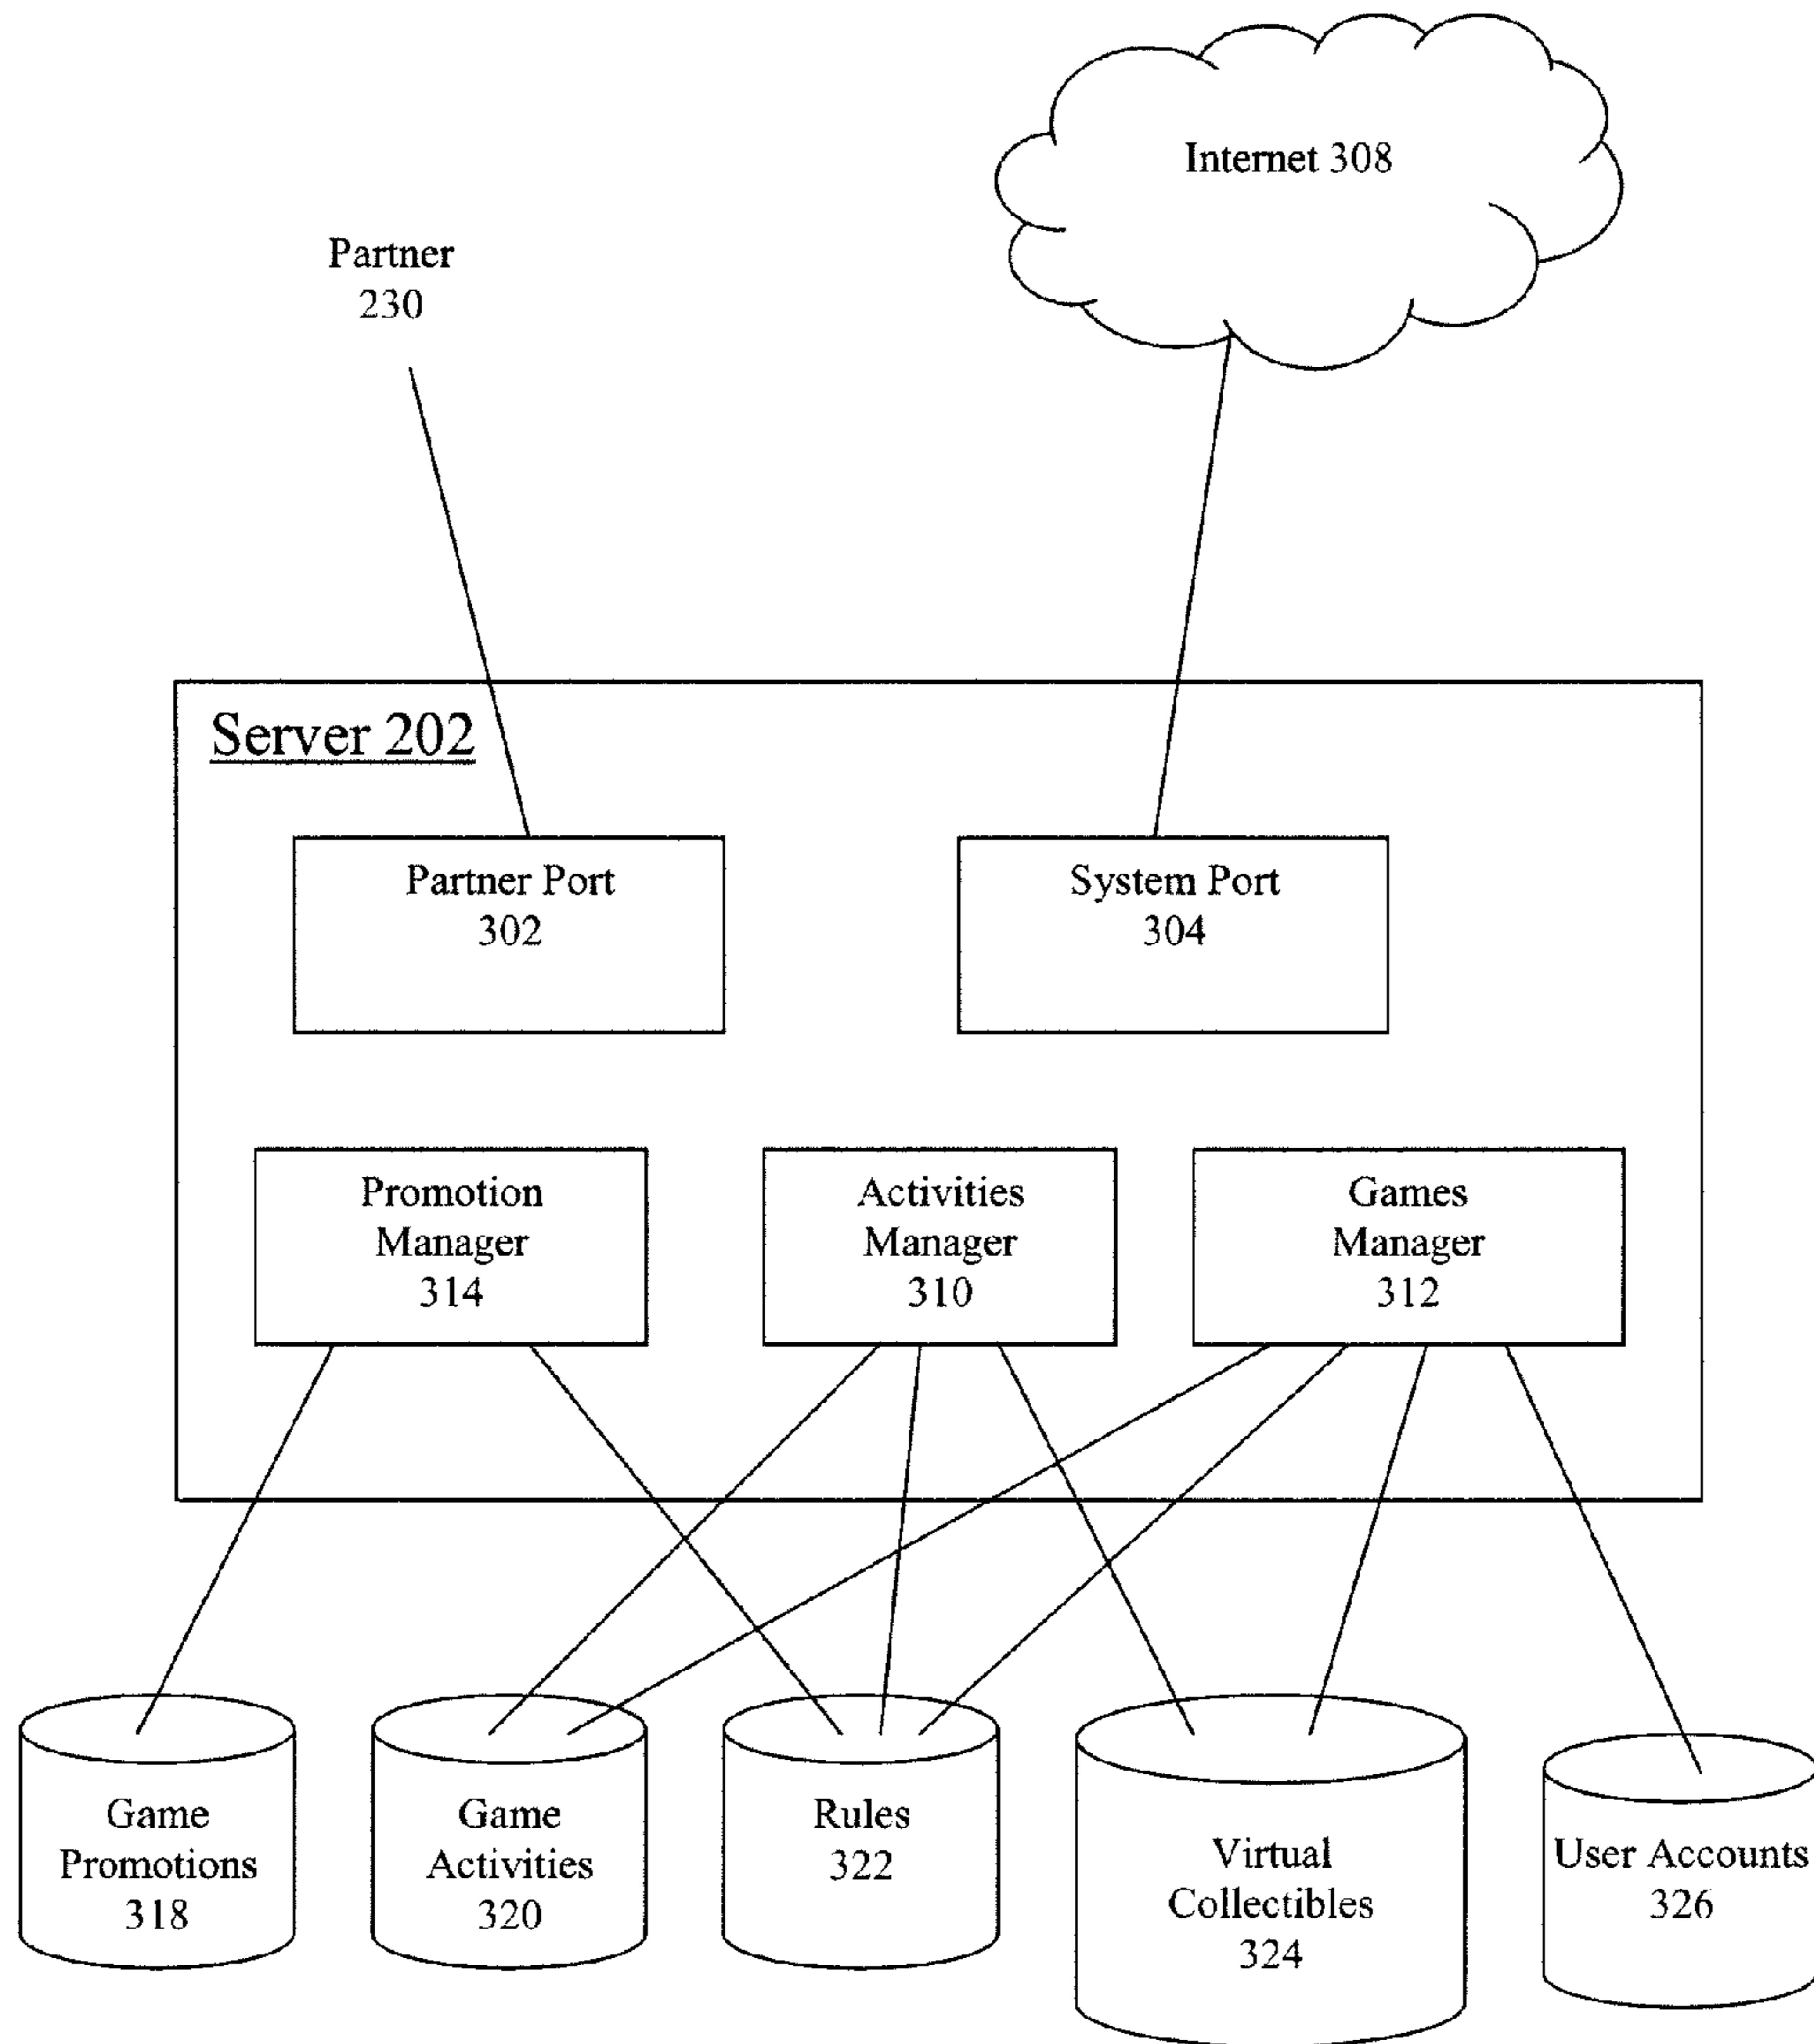 Internet 308
Partner
230
Server 202
Partner Port
302
System Port
304
Promotion
Manager
314
Activities
Manager
310
Games
Manager
312
Game
Promotions
318
Game
Activities
320
Rules
322
Virtual
Collectibles
324
User Accounts
326